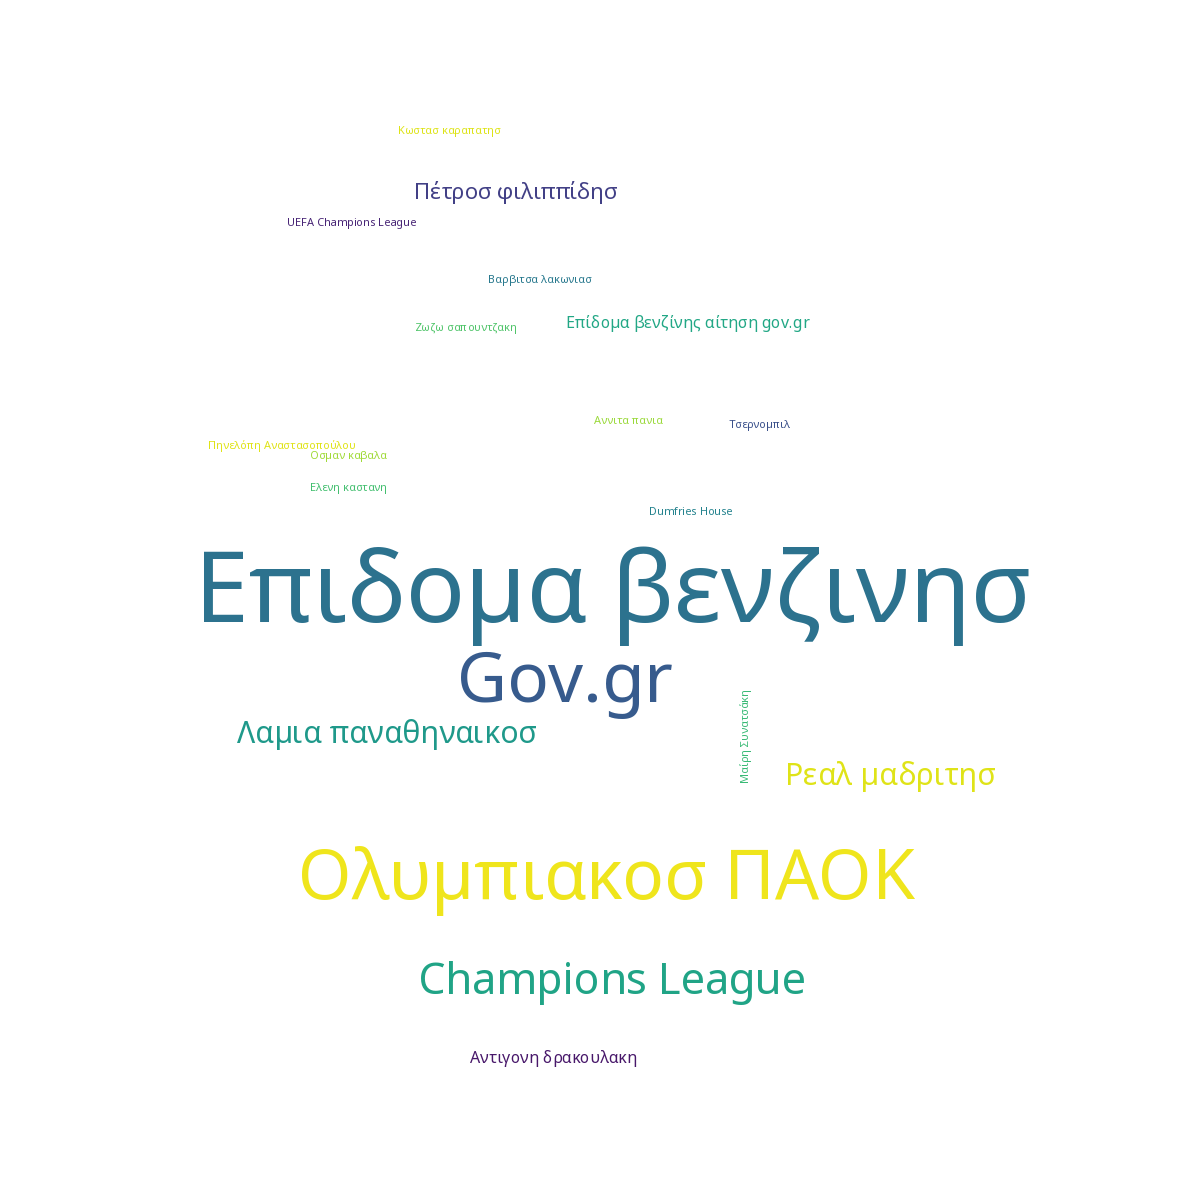 Κωστασ καραπατησ
Πέτροσ φιλιππίδησ
UEFA Champions League
Βαρβιτσα λακωνιασ
Επίδομα βενζίνης αίτηση gov.gr
Ζωζω σαπουντζακη
Αννιτα πανια
Τσερνομπιλ
Πηνελόπη Αναστασοπούλου
Οσμαν καβαλα
Ελενη καστανη
Dumfries House
Επιδομα βενζινησ
Gov.gr
Λαμια παναθηναικοσ
Μαίρη Συνατσάκη
Ρεαλ μαδριτησ
Ολυμπιακοσ ΠΑΟΚ
Champions League
Αντιγονη δρακουλακη